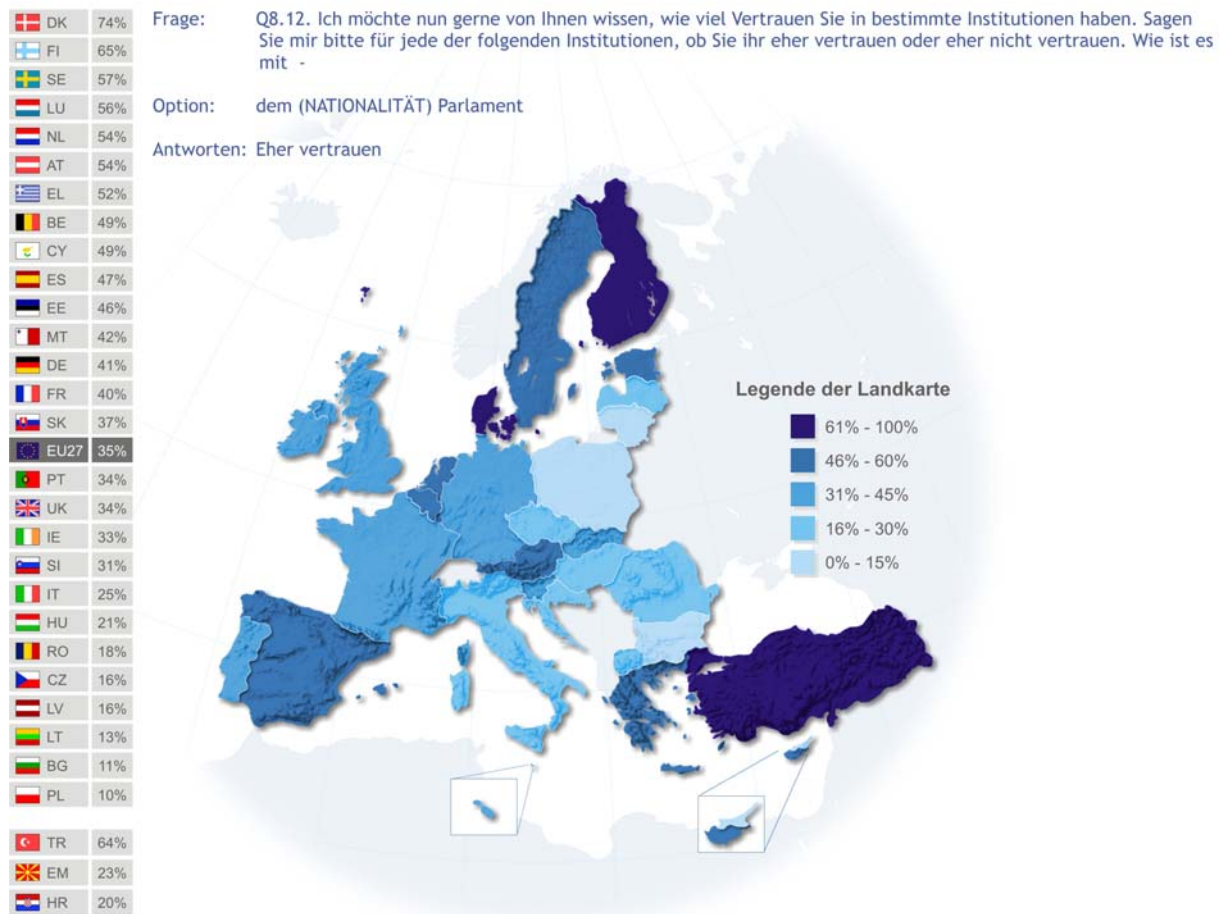 DK 74%
FI 65%
SE 57%
LU 56%
NL 54%
AT 54%
EL 52%
BE 49%
CY 49%
ES 47%
EE 46%
MT 42%
DE 41%
FR 40%
SK 37%
EU27 35%
PT 34%
UK 34%
IE 33%
SI 31%
IT 25%
HU 21%
RO 18%
CZ 16%
LV 16%
LT 13%
BG 11%
PL 10%
TR 64%
EM 23%
HR 20%
Frage: Q8.12. Ich möchte nun gerne von Ihnen wissen, wie viel Vertrauen Sie in bestimmte Institutionen haben. Sagen
Sie mir bitte für jede der folgenden Institutionen, ob Sie ihr eher vertrauen oder eher nicht vertrauen. Wie ist es
mit -
Option: dem (NATIONALITÄT) Parlament
Antworten: Eher vertrauen
Legende der Landkarte
61% - 100%
46% - 60%
31% - 45%
16% - 30%
0% - 15%